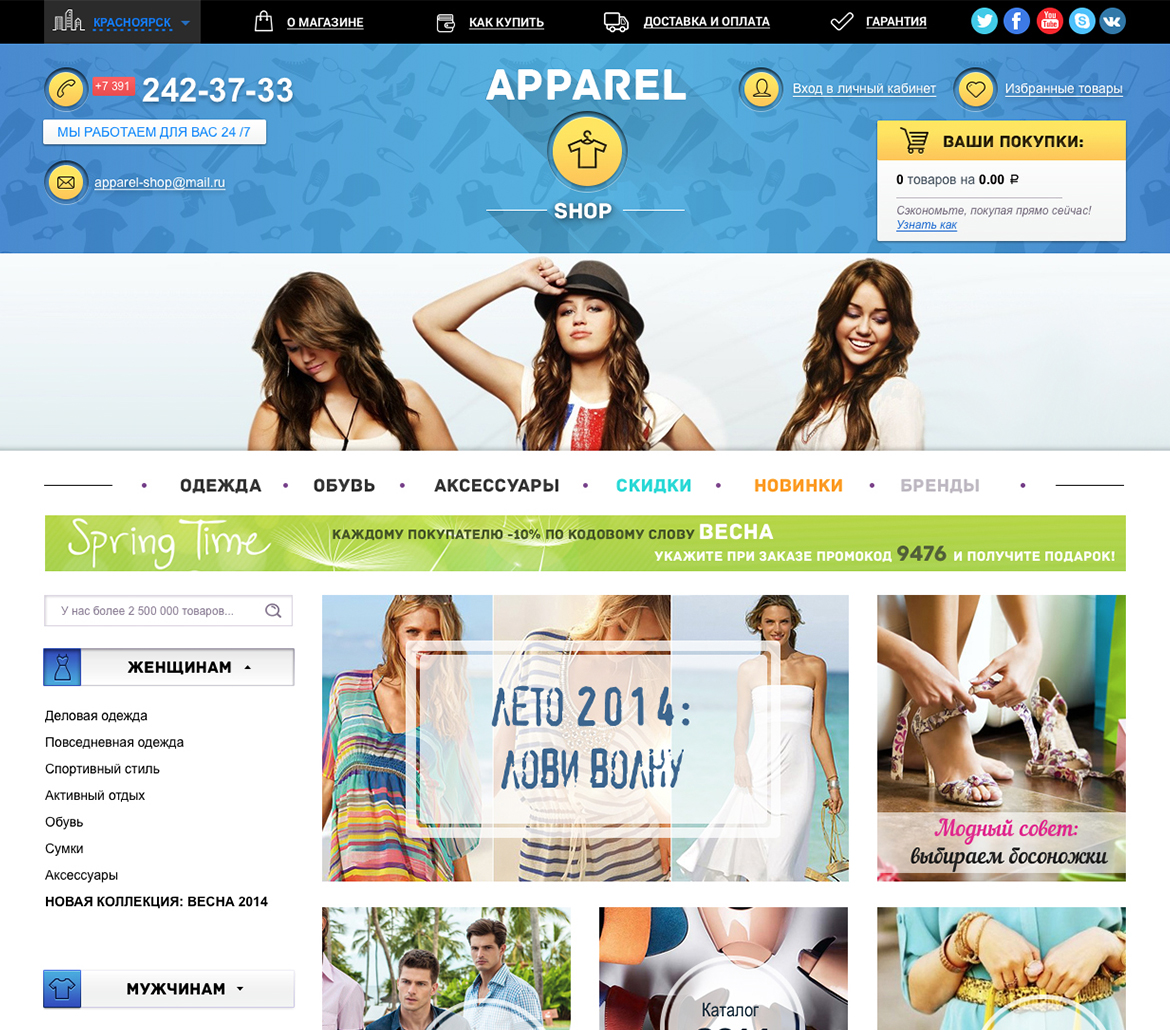 КРАСНОЯРСК
О МАГАЗИНЕ
КАК КУПИТЬ
ДОСТАВКА И ОПЛАТА
ГАРАНТИЯ
You Tube
+7 391 242-37-33
МЫ РАБОТАЕМ ДЛЯ ВАС 24 /7
apparel-shop@mail.ru
APPAREL
SHOP
Вход в личный кабинет
Избранные товары
ВАШИ ПОКУПКИ:
0 товаров на 0.00 ₽
Сэкономьте, покупая прямо сейчас!
Узнать как
ОДЕЖДА • ОБУВЬ • АКСЕССУАРЫ • СКИДКИ • НОВИНКИ • БРЕНДЫ
Spring Time
КАЖДОМУ ПОКУПАТЕЛЮ -10% ПО КОДОВОМУ СЛОВУ ВЕСНА
УКАЖИТЕ ПРИ ЗАКАЗЕ ПРОМОКОД 9476 И ПОЛУЧИТЕ ПОДАРОК!
У нас более 2 500 000 товаров...
ЖЕНЩИНАМ
Деловая одежда
Повседневная одежда
Спортивный стиль
Активный отдых
Обувь
Сумки
Аксессуары
НОВАЯ КОЛЛЕКЦИЯ: ВЕСНА 2014
МУЖЧИНАМ
ЛЕТО 2014:
ЛОВИ ВОЛНУ
Модный совет:
выбираем босоножки
Каталог
2014